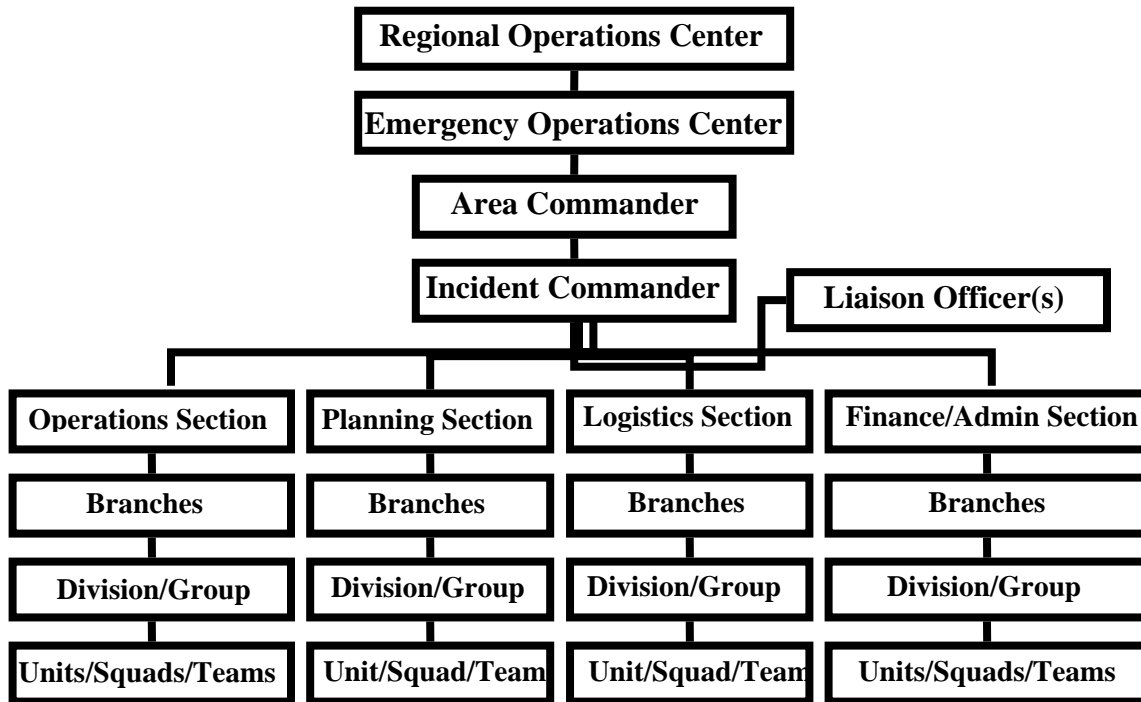 Regional Operations Center
Emergency Operations Center
Area Commander
Incident Commander
Liaison Officer(s)
Operations Section
Planning Section
Logistics Section
Finance/Admin Section
Branches
Branches
Branches
Branches
Division/Group
Division/Group
Division/Group
Division/Group
Units/Squads/Teams
Unit/Squad/Team
Unit/Squad/Team
Units/Squads/Teams